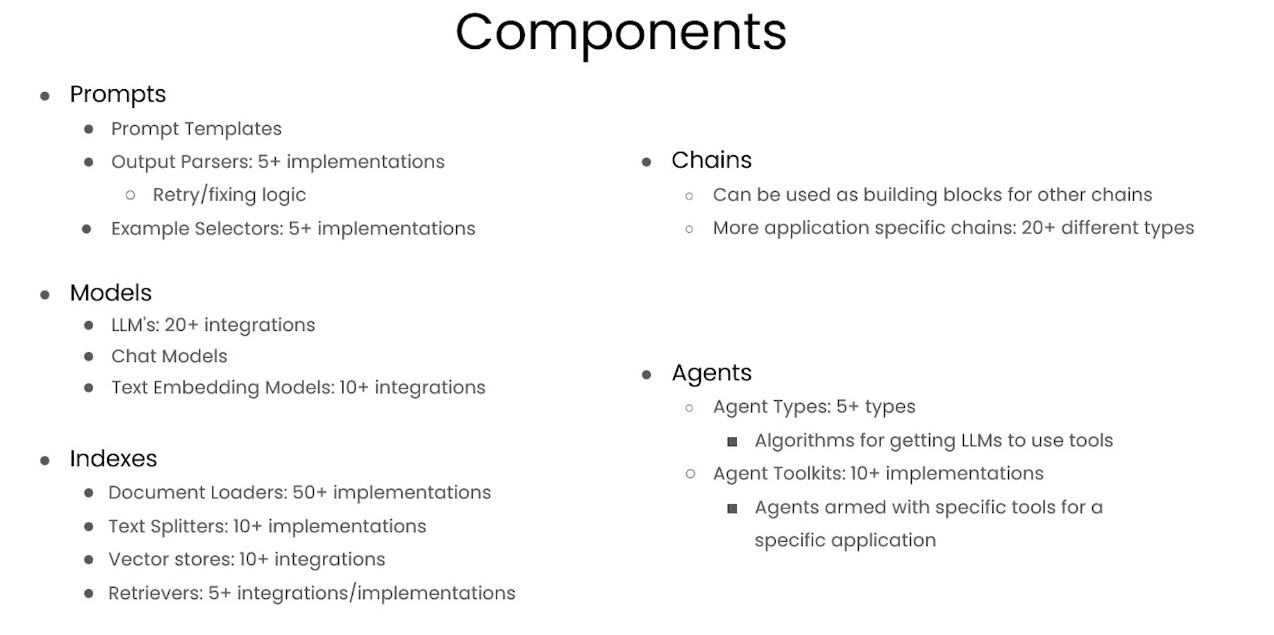 Components
Prompts
Prompt Templates
Output Parsers: 5+ implementations
Retry/fixing logic
Example Selectors: 5+ implementations
Models
LLM's: 20+ integrations
Chat Models
Text Embedding Models: 10+ integrations
Indexes
Document Loaders: 50+ implementations
Text Splitters: 10+ implementations
Vector stores: 10+ integrations
Retrievers: 5+ integrations/implementations
Chains
Can be used as building blocks for other chains
More application specific chains: 20+ different types
Agents
Agent Types: 5+ types
Algorithms for getting LLMs to use tools
Agent Toolkits: 10+ implementations
Agents armed with specific tools for a
specific application